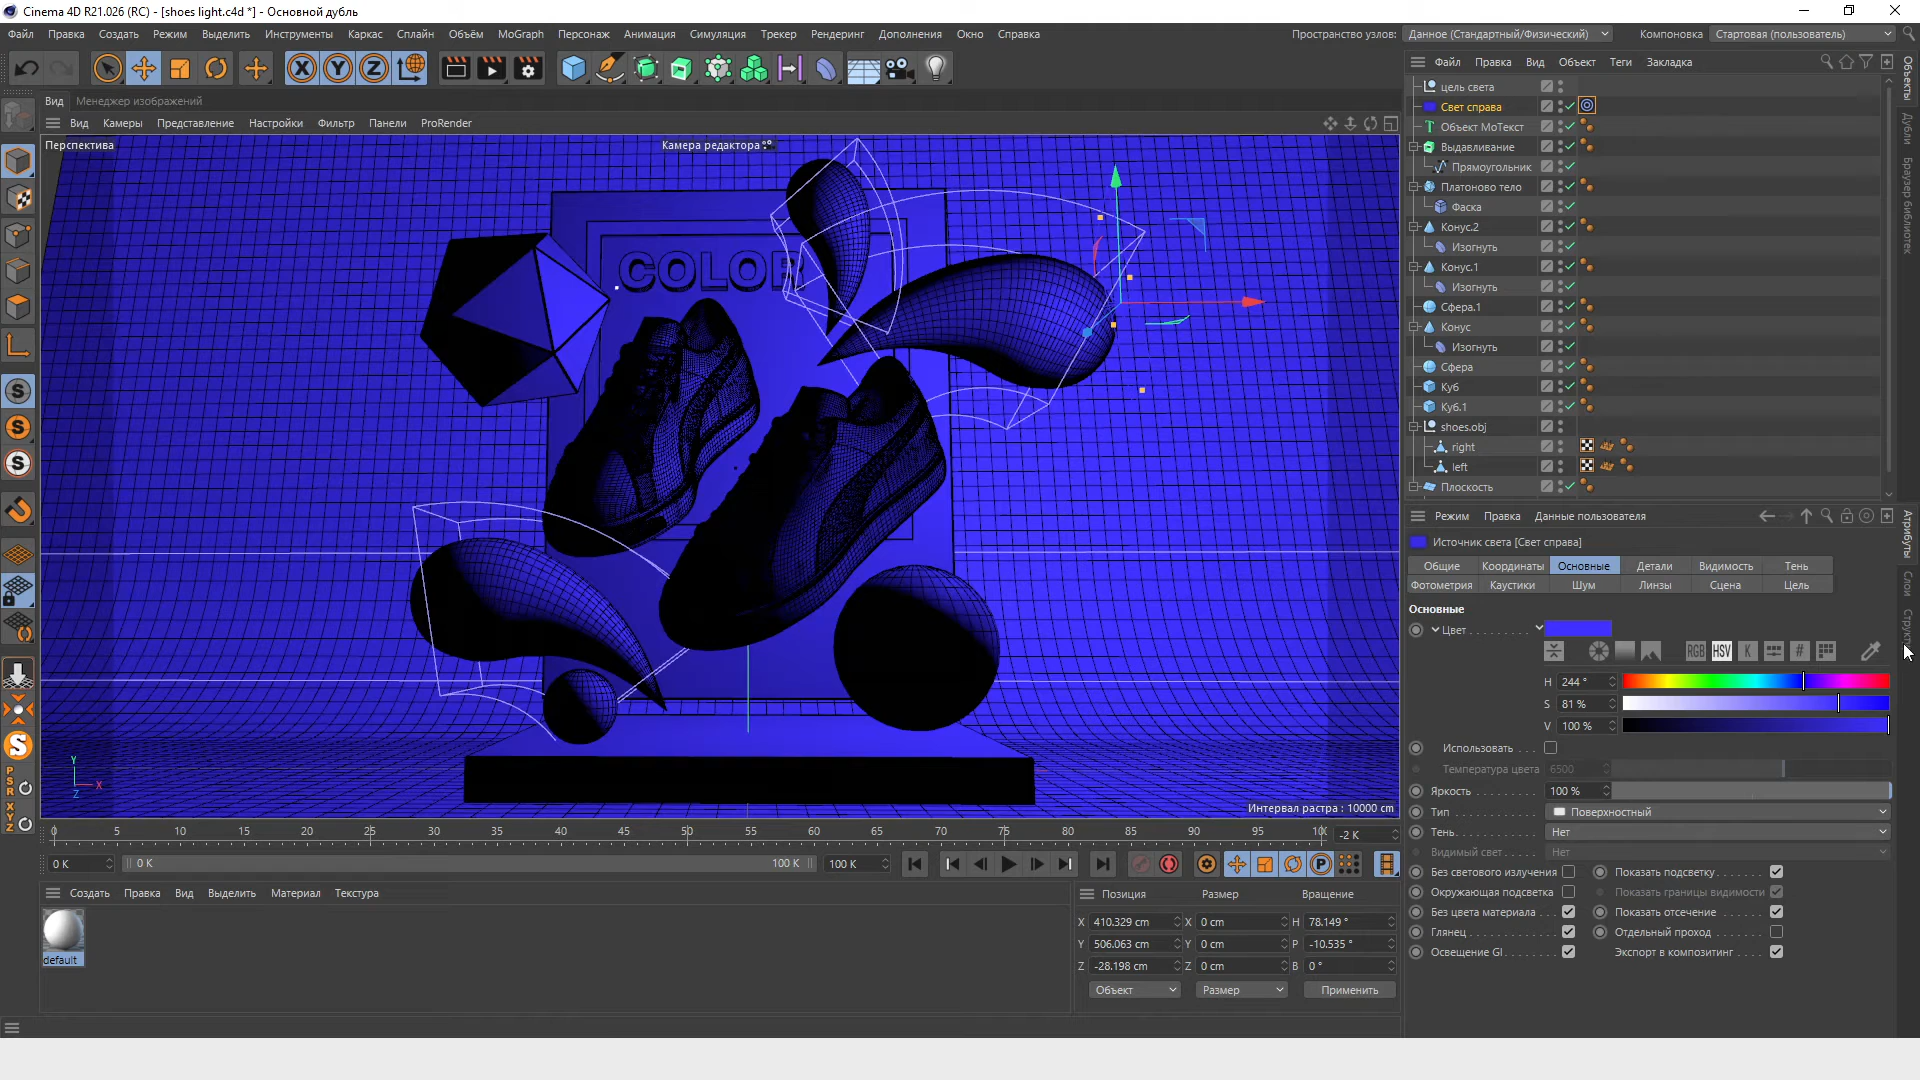 Cinema 4D R21.026 (RC) - [shoes light.c4d *] - Основной дубль
Файл Правка Создать Режим Выделить Инструменты Каркас Сплайн Объём MoGraph Персонаж Анимация Симуляция Трекер Рендеринг Дополнения Окно Справка
Пространство узлов: Данное (Стандартный/Физический) Компоновка Стартовая (пользователь)
Файл Правка Вид Объект Теги Закладка
Вид Менеджер изображений
Вид Камеры Представление Настройки Фильтр Панели ProRender
Перспектива
Камера редактора
COLOR
Интервал растра : 10000 cm
Y
X
Z
цель света
Свет справа
Объект МоТекст
Выдавливание
Прямоугольник
Платоново тело
Фаска
Конус.2
Изогнуть
Конус.1
Изогнуть
Сфера.1
Конус
Изогнуть
Сфера
Куб
Куб.1
shoes.obj
right
left
Плоскость
Объекты
Дубли
Браузер библиотек
Атрибуты
Слои
Структура
Режим Правка Данные пользователя
Источник света [Свет справа]
Общие Координаты Основные Детали Видимость Тень
Фотометрия Каустики Шум Линзы Сцена Цель
Основные
Цвет
RGB HSV K #
H 244 °
S 81 %
V 100 %
Использовать
Температура цвета 6500
Яркость 100 %
Тип Поверхностный
Тень Нет
Видимый свет Нет
Без светового излучения Показать подсветку
Окружающая подсветка Показать границы видимости
Без цвета материала Показать отсечение
Глянец Отдельный проход
Освещение GI Экспорт в композитинг
0 5 10 15 20 25 30 35 40 45 50 55 60 65 70 75 80 85 90 95 -2 K
0 K 0 K 100 K 100 K
Создать Правка Вид Выделить Материал Текстура
default
Позиция Размер Вращение
X 410.329 cm X 0 cm H 78.149 °
Y 506.063 cm Y 0 cm P -10.535 °
Z -28.198 cm Z 0 cm B 0 °
Объект Размер Применить